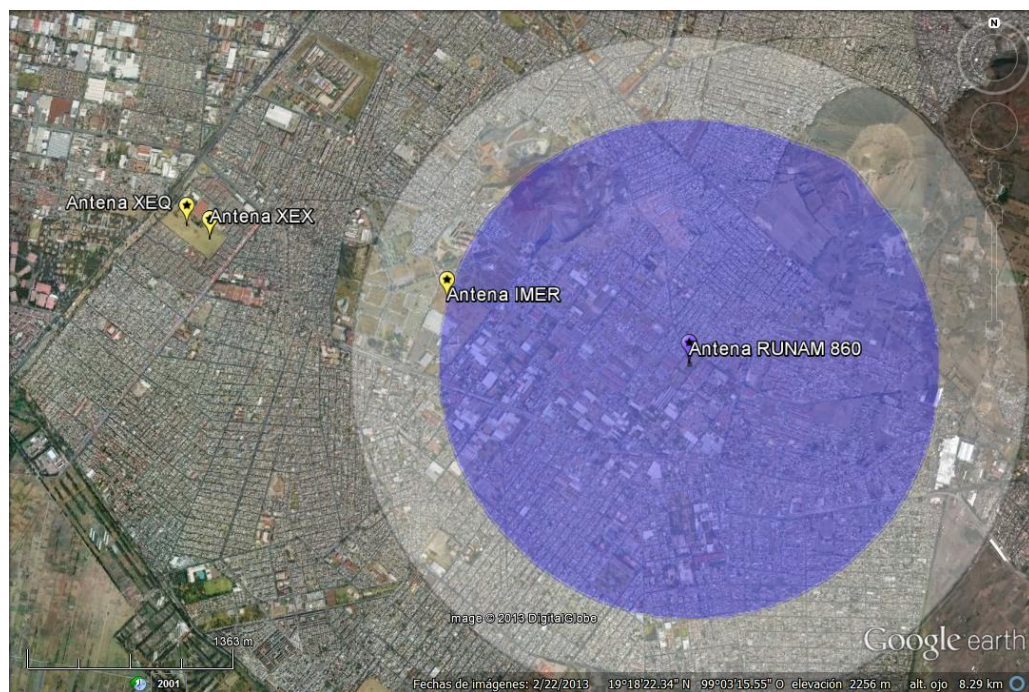 N
Antena XEQ
Antena XEX
Antena IMER
Antena RUNAM 860
Image © 2013 DigitalGlobe
1363 m
Google earth
2001
Fechas de imágenes: 2/22/2013 19°18'22.34" N 99°03'15.55" O elevación 2256 m alt. ojo 8.29 km